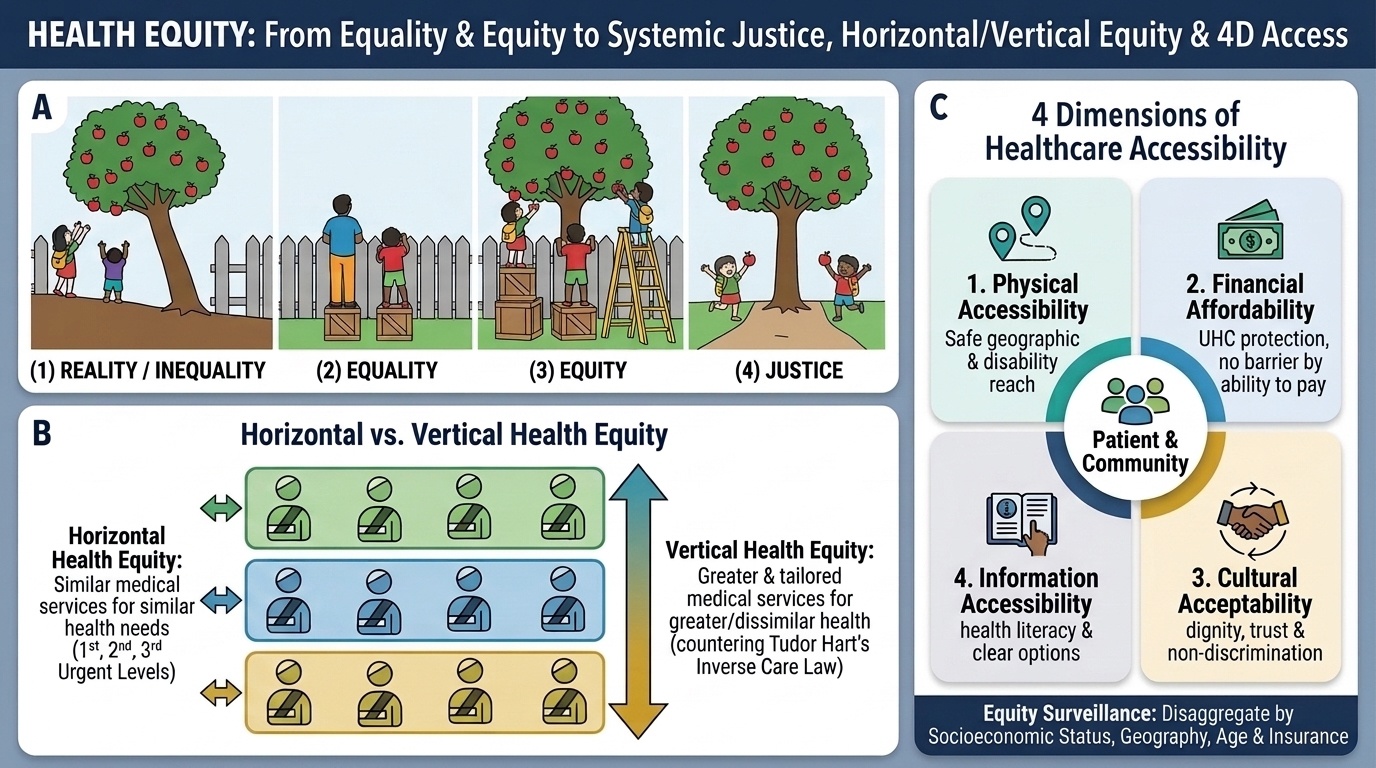 HEALTH EQUITY: From Equality & Equity to Systemic Justice, Horizontal/Vertical Equity & 4D Access
A
(1) REALITY / INEQUALITY
(2) EQUALITY
(3) EQUITY
(4) JUSTICE
B
Horizontal vs. Vertical Health Equity
Horizontal
Health Equity:
Similar medical
services for similar
health needs
(1st, 2nd, 3rd
Urgent Levels)
Vertical Health Equity:
Greater & tailored
medical services for
greater/dissimilar health
(countering Tudor Hart's
Inverse Care Law)
C
4 Dimensions of
Healthcare Accessibility
1. Physical
Accessibility
Safe geographic
& disability
reach
2. Financial
Affordability
UHC protection,
no barrier by
ability to pay
$
Patient &
Community
4. Information
Accessibility
health literacy &
clear options
3. Cultural
Acceptability
dignity, trust &
non-discrimination
Equity Surveillance: Disaggregate by
Socioeconomic Status, Geography, Age & Insurance